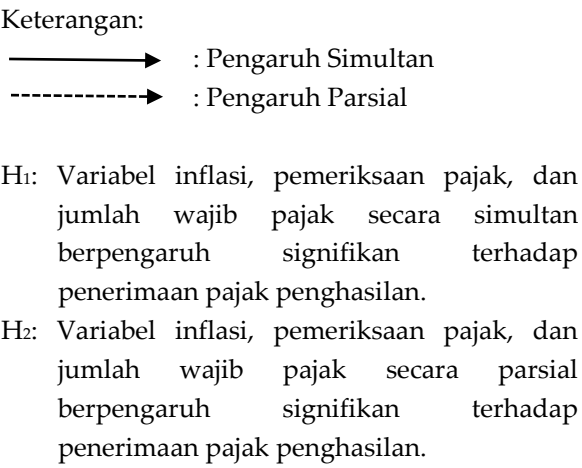 Keterangan:
: Pengaruh Simultan
: Pengaruh Parsial
H1: Variabel inflasi, pemeriksaan pajak, dan
jumlah wajib pajak secara simultan
berpengaruh signifikan terhadap
penerimaan pajak penghasilan.
H2: Variabel inflasi, pemeriksaan pajak, dan
jumlah wajib pajak secara parsial
berpengaruh signifikan terhadap
penerimaan pajak penghasilan.